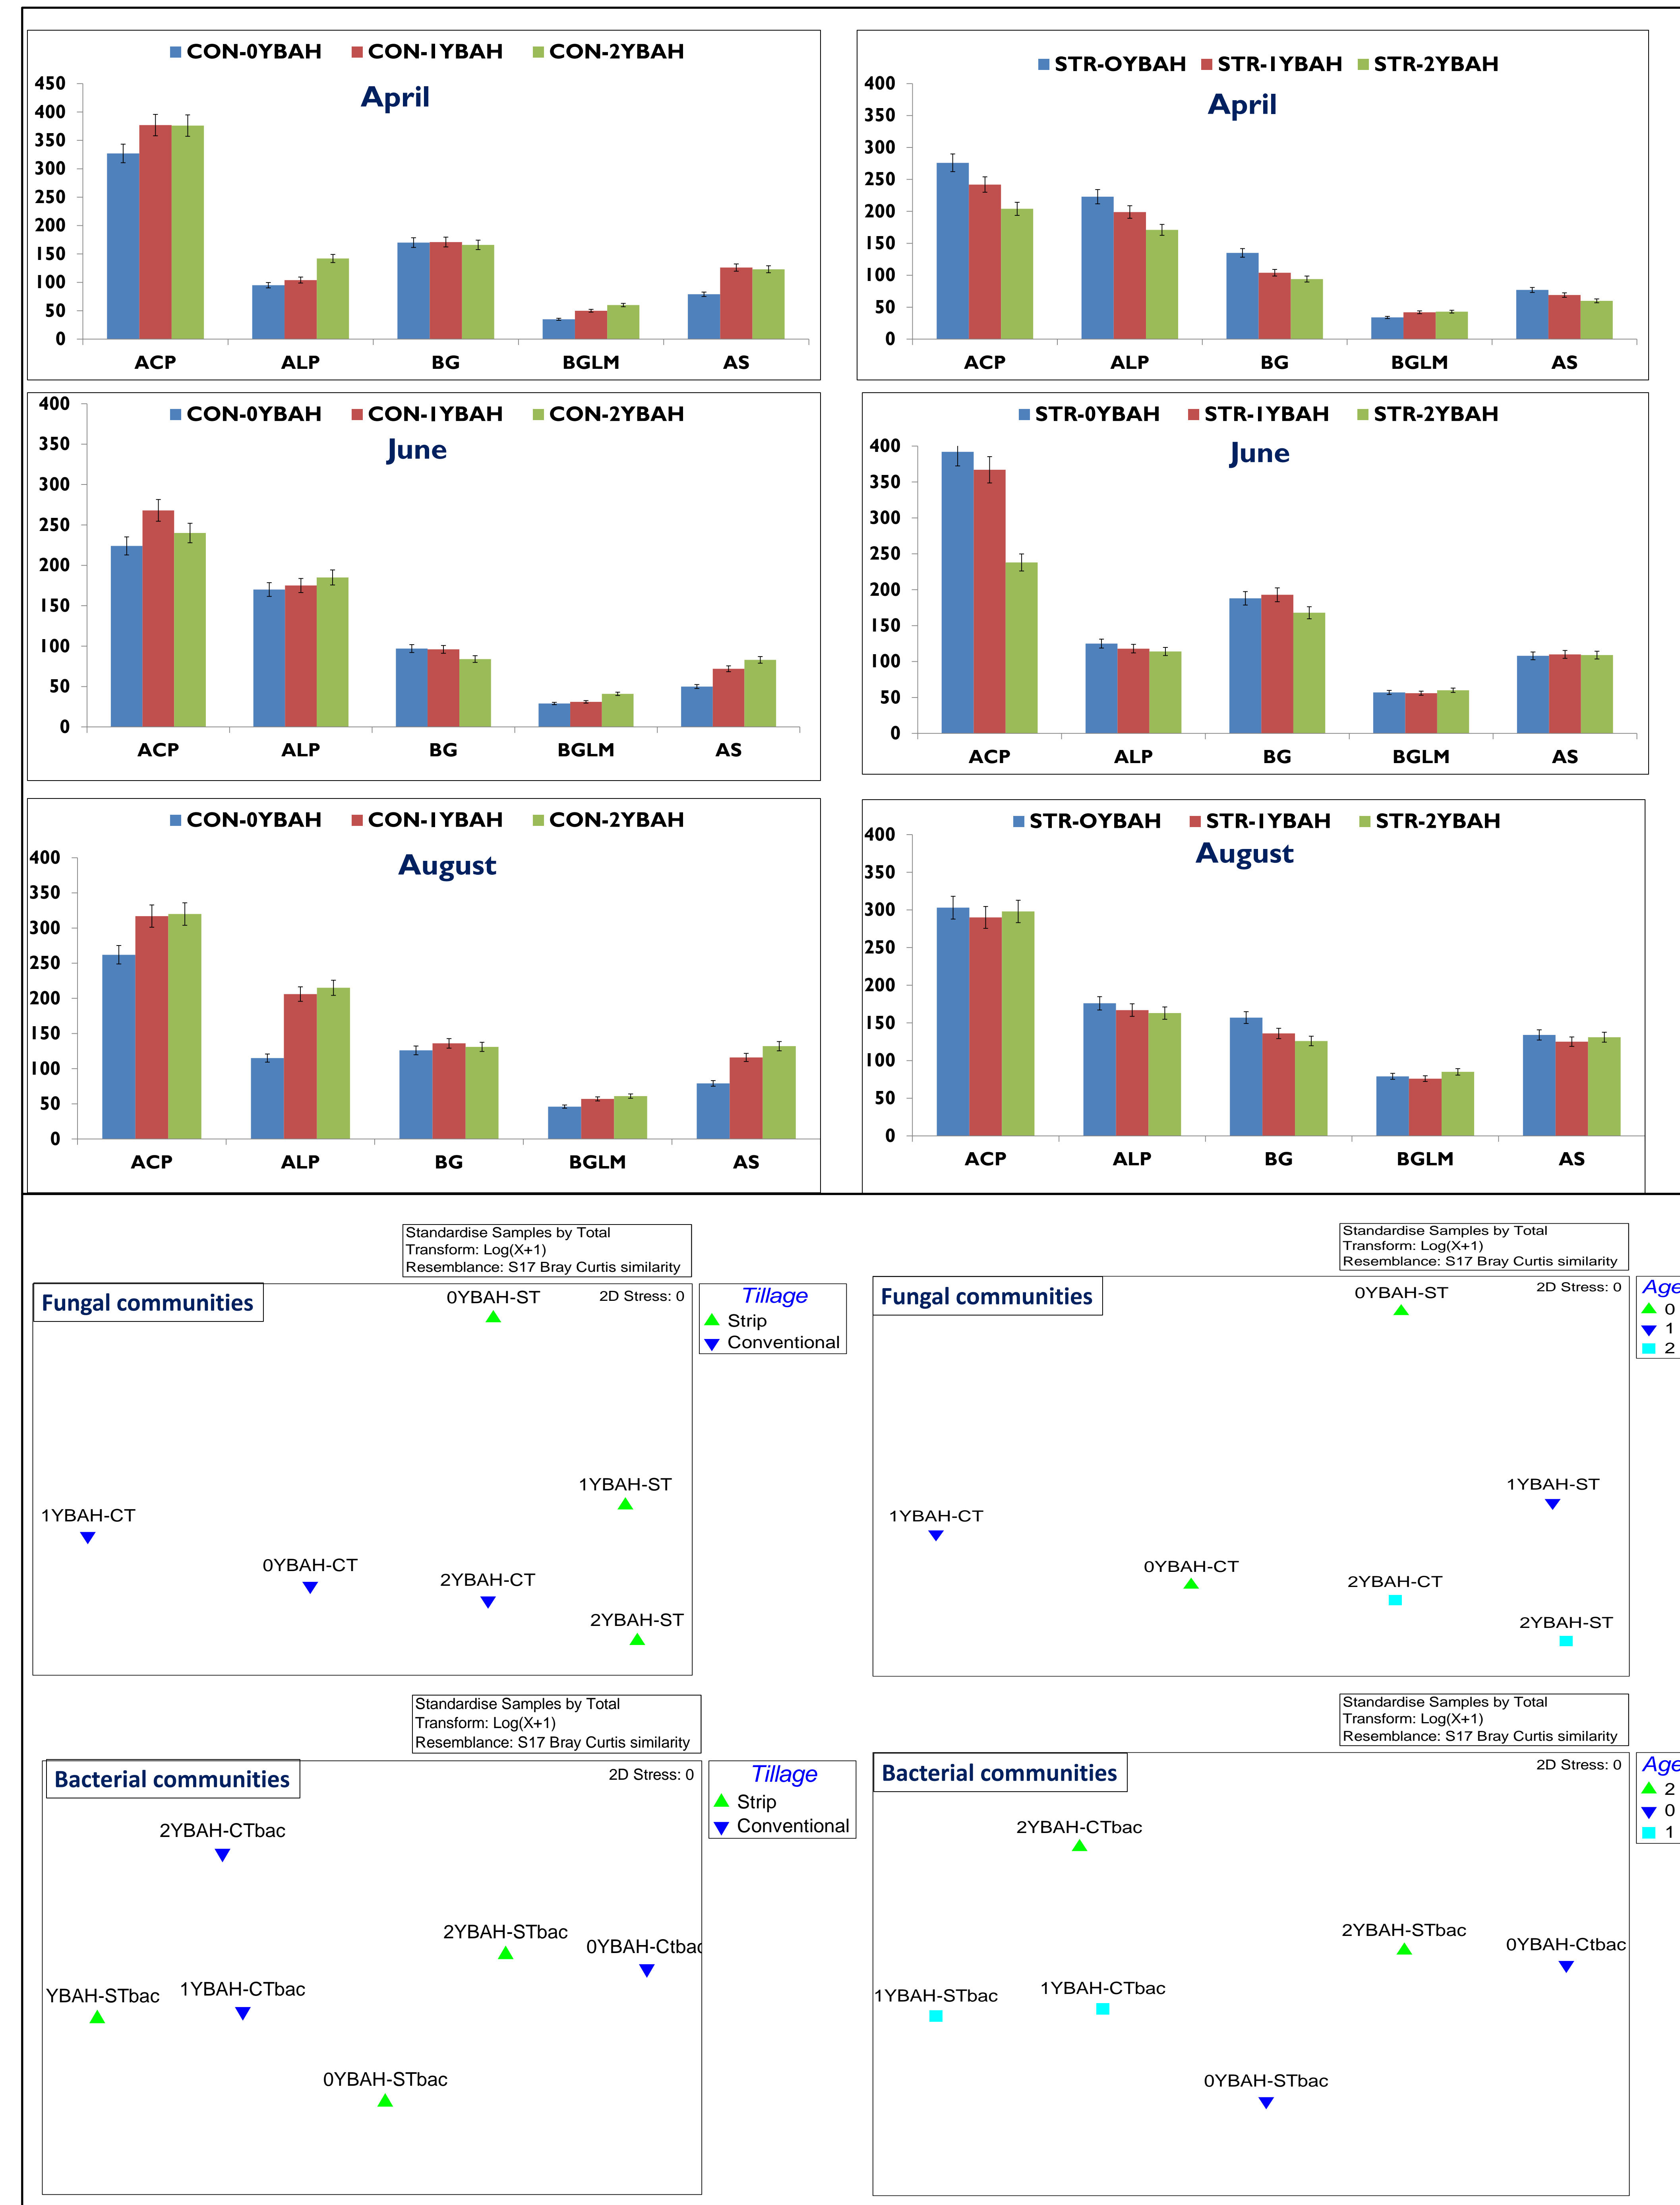 CON-0YBAH CON-1YBAH CON-2YBAH
April
450
400
350
300
250
200
150
100
50
0
ACP ALP BG BGLM AS
STR-OYBAH STR-1YBAH STR-2YBAH
April
400
350
300
250
200
150
100
50
0
ACP ALP BG BGLM AS
CON-0YBAH CON-1YBAH CON-2YBAH
June
400
350
300
250
200
150
100
50
0
ACP ALP BG BGLM AS
STR-0YBAH STR-1YBAH STR-2YBAH
June
400
350
300
250
200
150
100
50
0
ACP ALP BG BGLM AS
CON-0YBAH CON-1YBAH CON-2YBAH
August
400
350
300
250
200
150
100
50
0
ACP ALP BG BGLM AS
STR-OYBAH STR-1YBAH STR-2YBAH
August
400
350
300
250
200
150
100
50
0
ACP ALP BG BGLM AS
Standardise Samples by Total
Transform: Log(X+1)
Resemblance: S17 Bray Curtis similarity
Fungal communities
2D Stress: 0
Tillage
Strip
Conventional
0YBAH-ST
1YBAH-ST
1YBAH-CT
0YBAH-CT
2YBAH-CT
2YBAH-ST
Standardise Samples by Total
Transform: Log(X+1)
Resemblance: S17 Bray Curtis similarity
Fungal communities
2D Stress: 0
Age
0
1
2
0YBAH-ST
1YBAH-ST
1YBAH-CT
0YBAH-CT
2YBAH-CT
2YBAH-ST
Standardise Samples by Total
Transform: Log(X+1)
Resemblance: S17 Bray Curtis similarity
Bacterial communities
2D Stress: 0
Tillage
Strip
Conventional
2YBAH-CTbac
2YBAH-STbac
0YBAH-Ctbac
YBAH-STbac
1YBAH-CTbac
0YBAH-STbac
Standardise Samples by Total
Transform: Log(X+1)
Resemblance: S17 Bray Curtis similarity
Bacterial communities
2D Stress: 0
Age
2
0
1
2YBAH-CTbac
2YBAH-STbac
0YBAH-Ctbac
1YBAH-STbac
1YBAH-CTbac
0YBAH-STbac